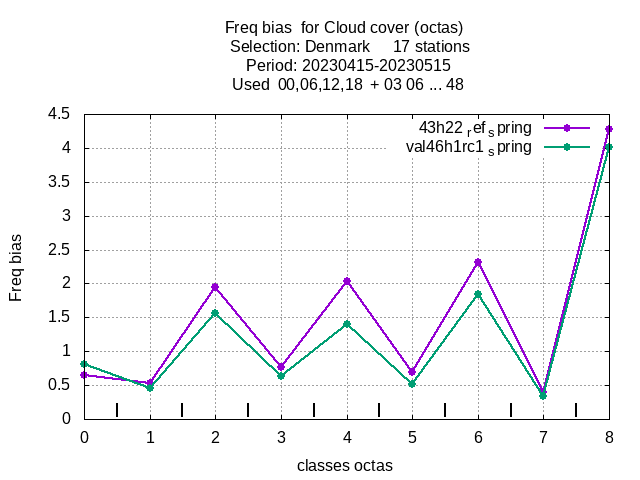 Freq bias  for Cloud cover (octas)
Selection: Denmark     17 stations
Period: 20230415-20230515
Used  00,06,12,18  + 03 06 ... 48
43h22 ref spring
val46h1rc1 spring
4.5
4
3.5
3
2.5
2
1.5
1
0.5
0
Freq bias
0 1 2 3 4 5 6 7 8
classes octas